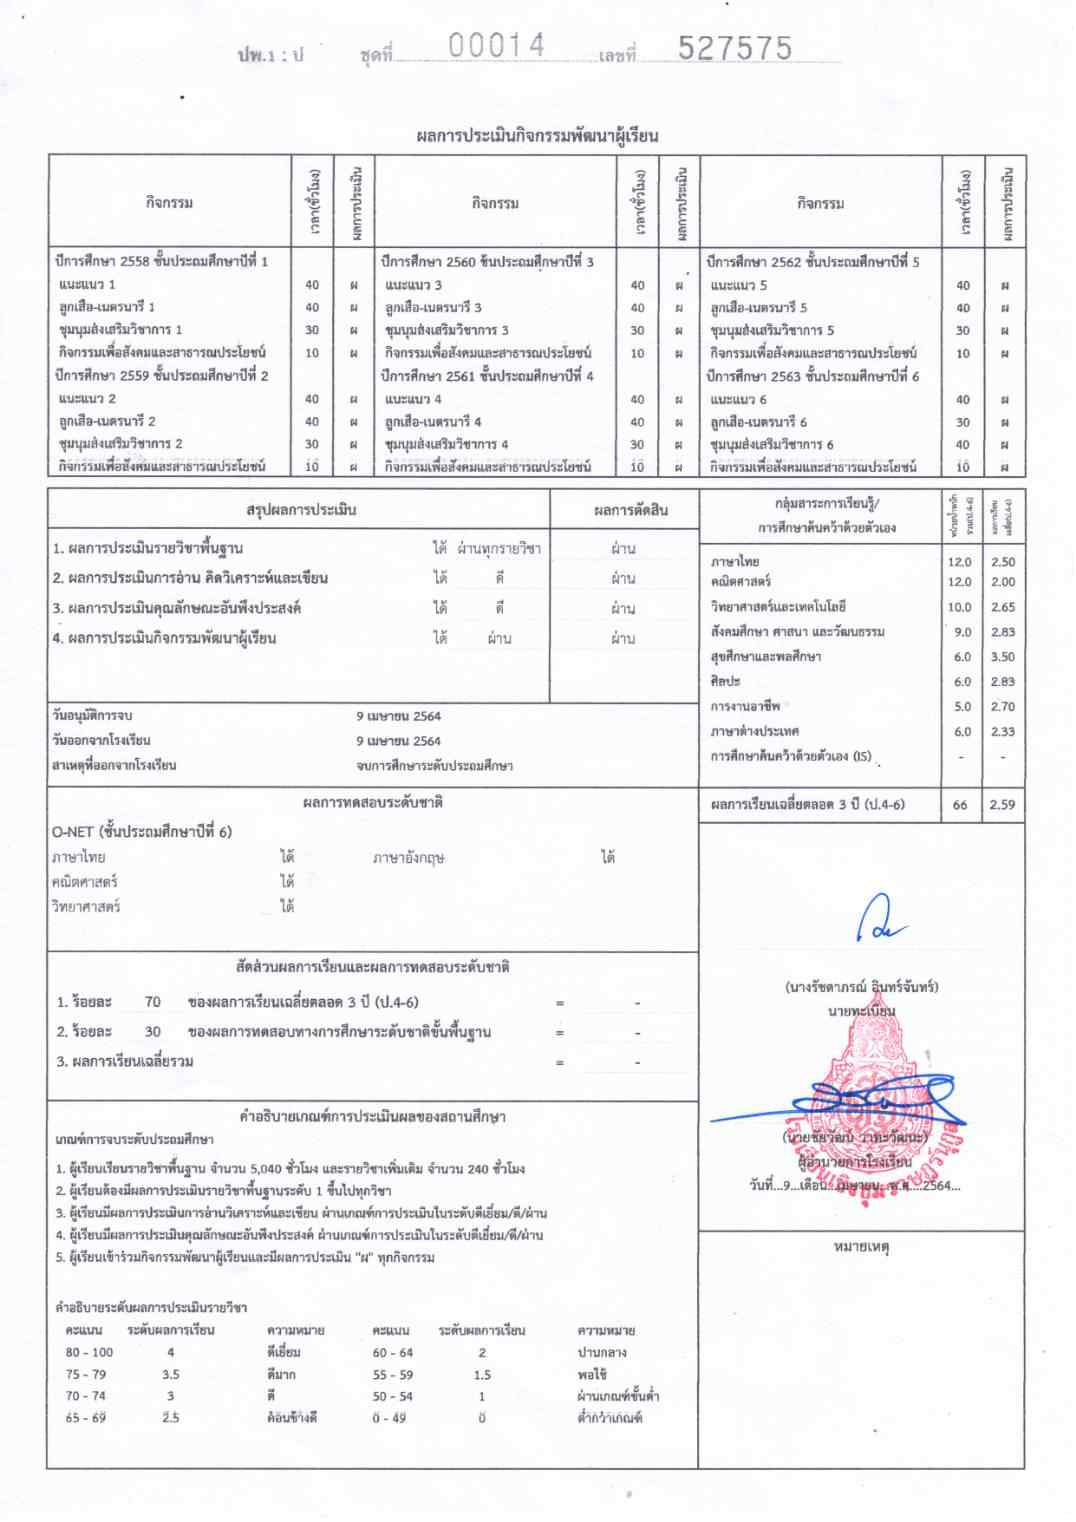 ปพ.1 : ป ชุดที่ 00014 เลขที่ 527575
ผลการประเมินกิจกรรมพัฒนาผู้เรียน
กิจกรรม เวลา(ชั่วโมง) ผลการประเมิน กิจกรรม เวลา(ชั่วโมง) ผลการประเมิน กิจกรรม เวลา(ชั่วโมง) ผลการประเมิน
ปีการศึกษา 2558 ชั้นประถมศึกษาปีที่ 1 ปีการศึกษา 2560 ชั้นประถมศึกษาปีที่ 3 ปีการศึกษา 2562 ชั้นประถมศึกษาปีที่ 5
แนะแนว 1 40 ผ แนะแนว 3 40 ผ แนะแนว 5 40 ผ
ลูกเสือ-เนตรนารี 1 40 ผ ลูกเสือ-เนตรนารี 3 40 ผ ลูกเสือ-เนตรนารี 5 40 ผ
ชุมนุมส่งเสริมวิชาการ 1 30 ผ ชุมนุมส่งเสริมวิชาการ 3 30 ผ ชุมนุมส่งเสริมวิชาการ 5 30 ผ
กิจกรรมเพื่อสังคมและสาธารณประโยชน์ 10 ผ กิจกรรมเพื่อสังคมและสาธารณประโยชน์ 10 ผ กิจกรรมเพื่อสังคมและสาธารณประโยชน์ 10 ผ
ปีการศึกษา 2559 ชั้นประถมศึกษาปีที่ 2 ปีการศึกษา 2561 ชั้นประถมศึกษาปีที่ 4 ปีการศึกษา 2563 ชั้นประถมศึกษาปีที่ 6
แนะแนว 2 40 ผ แนะแนว 4 40 ผ แนะแนว 6 40 ผ
ลูกเสือ-เนตรนารี 2 40 ผ ลูกเสือ-เนตรนารี 4 40 ผ ลูกเสือ-เนตรนารี 6 30 ผ
ชุมนุมส่งเสริมวิชาการ 2 30 ผ ชุมนุมส่งเสริมวิชาการ 4 30 ผ ชุมนุมส่งเสริมวิชาการ 6 40 ผ
กิจกรรมเพื่อสังคมและสาธารณประโยชน์ 10 ผ กิจกรรมเพื่อสังคมและสาธารณประโยชน์ 10 ผ กิจกรรมเพื่อสังคมและสาธารณประโยชน์ 10 ผ
สรุปผลการประเมิน ผลการตัดสิน
1. ผลการประเมินรายวิชาพื้นฐาน ได้ ผ่านทุกรายวิชา ผ่าน
2. ผลการประเมินการอ่าน คิดวิเคราะห์และเขียน ได้ ดี ผ่าน
3. ผลการประเมินคุณลักษณะอันพึงประสงค์ ได้ ดี ผ่าน
4. ผลการประเมินกิจกรรมพัฒนาผู้เรียน ได้ ผ่าน ผ่าน
วันอนุมัติการจบ 9 เมษายน 2564
วันออกจากโรงเรียน 9 เมษายน 2564
สาเหตุที่ออกจากโรงเรียน จบการศึกษาระดับประถมศึกษา
กลุ่มสาระการเรียนรู้/
การศึกษาค้นคว้าด้วยตัวเอง
ภาษาไทย 12.0 2.50
คณิตศาสตร์ 12.0 2.00
วิทยาศาสตร์และเทคโนโลยี 10.0 2.65
สังคมศึกษา ศาสนา และวัฒนธรรม 9.0 2.83
สุขศึกษาและพลศึกษา 6.0 3.50
ศิลปะ 6.0 2.83
การงานอาชีพ 5.0 2.70
ภาษาต่างประเทศ 6.0 2.33
การศึกษาค้นคว้าด้วยตัวเอง (IS) - -
ผลการเรียนเฉลี่ยตลอด 3 ปี (ป.4-6) 66 2.59
ผลการทดสอบระดับชาติ
O-NET (ชั้นประถมศึกษาปีที่ 6)
ภาษาไทย ได้ ภาษาอังกฤษ ได้
คณิตศาสตร์ ได้
วิทยาศาสตร์ ได้
สัดส่วนผลการเรียนและผลการทดสอบระดับชาติ
1. ร้อยละ 70 ของผลการเรียนเฉลี่ยตลอด 3 ปี (ป.4-6) = -
2. ร้อยละ 30 ของผลการทดสอบทางการศึกษาระดับชาติขั้นพื้นฐาน = -
3. ผลการเรียนเฉลี่ยรวม = -
(นางรัชดาภรณ์ อินทร์จันทร์)
นายทะเบียน
(นายชัยวัฒน์ วาทะวัฒนะ)
ผู้อำนวยการโรงเรียน
วันที่...9...เดือน...เมษายน...พ.ศ....2564...
หมายเหตุ
คำอธิบายเกณฑ์การประเมินผลของสถานศึกษา
เกณฑ์การจบระดับประถมศึกษา
1. ผู้เรียนเรียนรายวิชาพื้นฐาน จำนวน 5,040 ชั่วโมง และรายวิชาเพิ่มเติม จำนวน 240 ชั่วโมง
2. ผู้เรียนต้องมีผลการประเมินรายวิชาพื้นฐานระดับ 1 ขึ้นไปทุกวิชา
3. ผู้เรียนมีผลการประเมินการอ่านวิเคราะห์และเขียน ผ่านเกณฑ์การประเมินในระดับดีเยี่ยม/ดี/ผ่าน
4. ผู้เรียนมีผลการประเมินคุณลักษณะอันพึงประสงค์ ผ่านเกณฑ์การประเมินในระดับดีเยี่ยม/ดี/ผ่าน
5. ผู้เรียนเข้าร่วมกิจกรรมพัฒนาผู้เรียนและมีผลการประเมิน "ผ" ทุกกิจกรรม
คำอธิบายระดับผลการประเมินรายวิชา
คะแนน ระดับผลการเรียน ความหมาย คะแนน ระดับผลการเรียน ความหมาย
80 - 100 4 ดีเยี่ยม 60 - 64 2 ปานกลาง
75 - 79 3.5 ดีมาก 55 - 59 1.5 พอใช้
70 - 74 3 ดี 50 - 54 1 ผ่านเกณฑ์ขั้นต่ำ
65 - 69 2.5 ค่อนข้างดี 0 - 49 0 ต่ำกว่าเกณฑ์